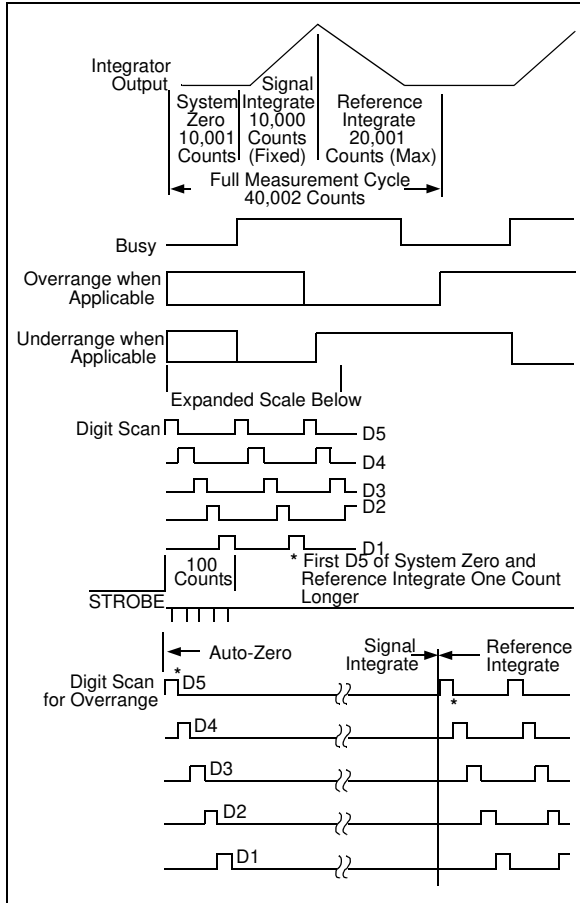 Integrator
Output
System
Zero
10,001
Counts
Signal
Integrate
10,000
Counts
(Fixed)
Reference
Integrate
20,001
Counts (Max)
Full Measurement Cycle
40,002 Counts
Busy
Overrange when
Applicable
Underrange when
Applicable
Expanded Scale Below
Digit Scan
D5
D4
D3
D2
D1
100
Counts
* First D5 of System Zero and
Reference Integrate One Count
Longer
STROBE
Auto-Zero
Signal
Integrate
Reference
Integrate
Digit Scan
for Overrange
* D5
*
D4
D3
D2
D1